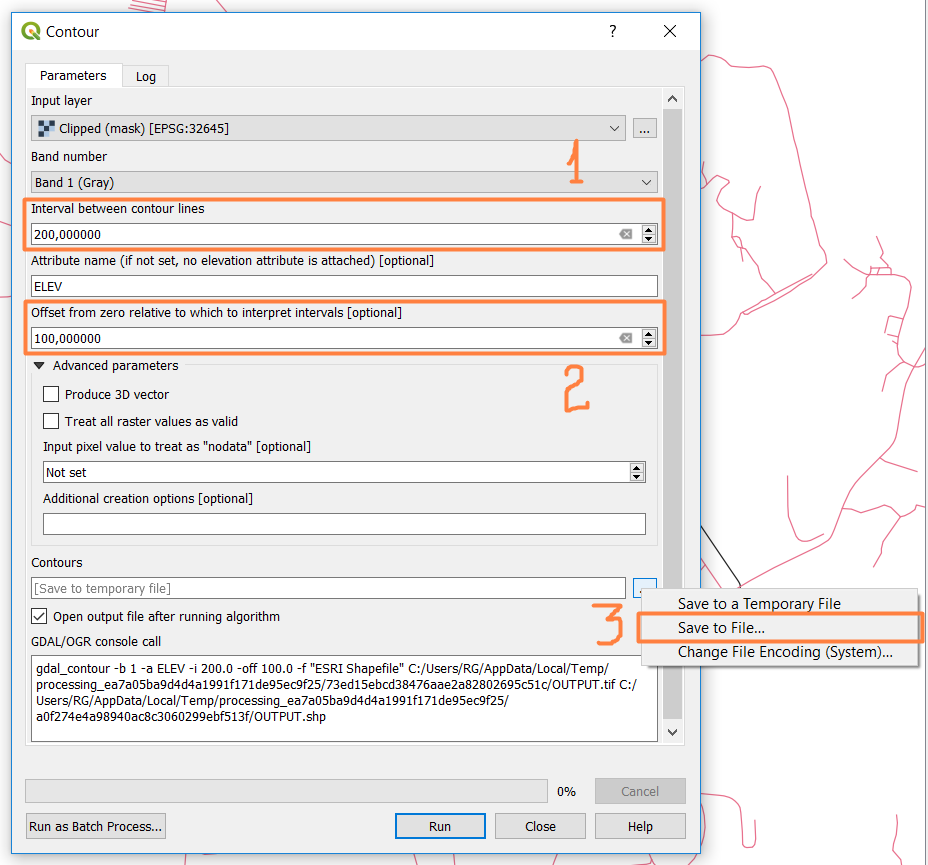 Contour
?
Parameters
Log
Input layer
Clipped (mask) [EPSG:32645]
...
1
Band number
Band 1 (Gray)
Interval between contour lines
200,000000
Attribute name (if not set, no elevation attribute is attached) [optional]
ELEV
Offset from zero relative to which to interpret intervals [optional]
100,000000
2
Advanced parameters
Produce 3D vector
Treat all raster values as valid
Input pixel value to treat as "nodata" [optional]
Not set
Additional creation options [optional]
Contours
[Save to temporary file]
Save to a Temporary File
3
Open output file after running algorithm
Save to File...
GDAL/OGR console call
Change File Encoding (System)...
gdal_contour -b 1 -a ELEV -i 200.0 -off 100.0 -f "ESRI Shapefile" C:/Users/RG/AppData/Local/Temp/
processing_ea7a05ba9d4d4a1991f171de95ec9f25/73ed15ebcd38476aae2a82802695c51c/OUTPUT.tif C:/
Users/RG/AppData/Local/Temp/processing_ea7a05ba9d4d4a1991f171de95ec9f25/
a0f274e4a98940ac8c3060299ebf513f/OUTPUT.shp
0%
Cancel
Run as Batch Process...
Run
Close
Help